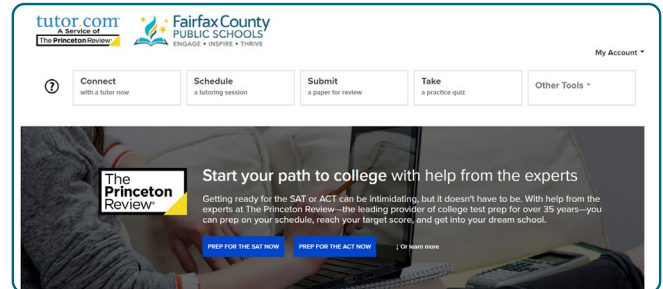 tutor.com
A Service of
The Princeton Review®
Fairfax County
PUBLIC SCHOOLS
ENGAGE • INSPIRE • THRIVE
My Account
Connect
with a tutor now
Schedule
a tutoring session
Submit
a paper for review
Take
a practice quiz
Other Tools
The
Princeton
Review®
Start your path to college with help from the experts
Getting ready for the SAT or ACT can be intimidating, but it doesn't have to be. With help from the
experts at The Princeton Review—the leading provider of college test prep for over 35 years—you
can prep on your schedule, reach your target score, and get into your dream school.
PREP FOR THE SAT NOW
PREP FOR THE ACT NOW
↓ Or learn more